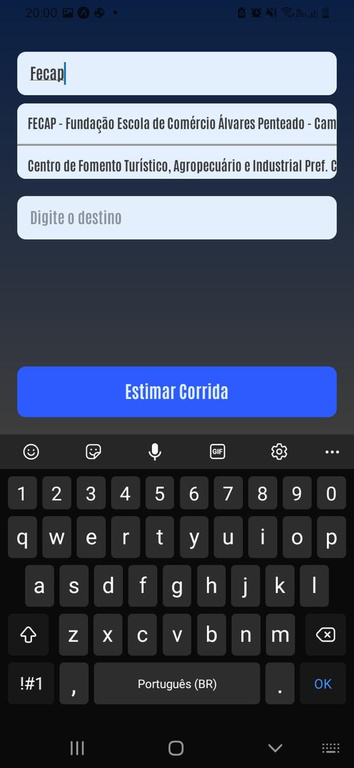 20:00
Fecap
FECAP - Fundação Escola de Comércio Álvares Penteado - Cam
Centro de Fomento Turístico, Agropecuário e Industrial Pref. C
Digite o destino
Estimar Corrida
GIF
1 2 3 4 5 6 7 8 9 0
q w e r t y u i o p
a s d f g h j k l
z x c v b n m
!#1 , Português (BR) . OK